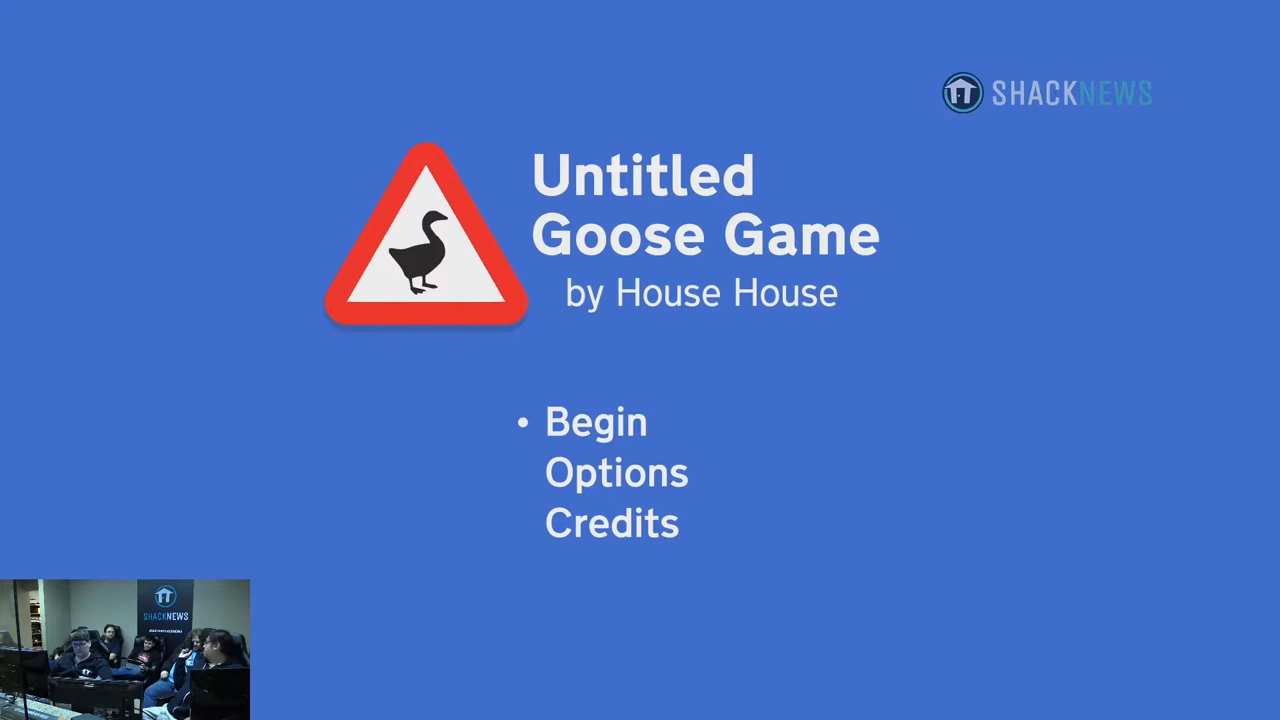 SHACKNEWS
Untitled
Goose Game
by House House
• Begin
Options
Credits
SHACKNEWS